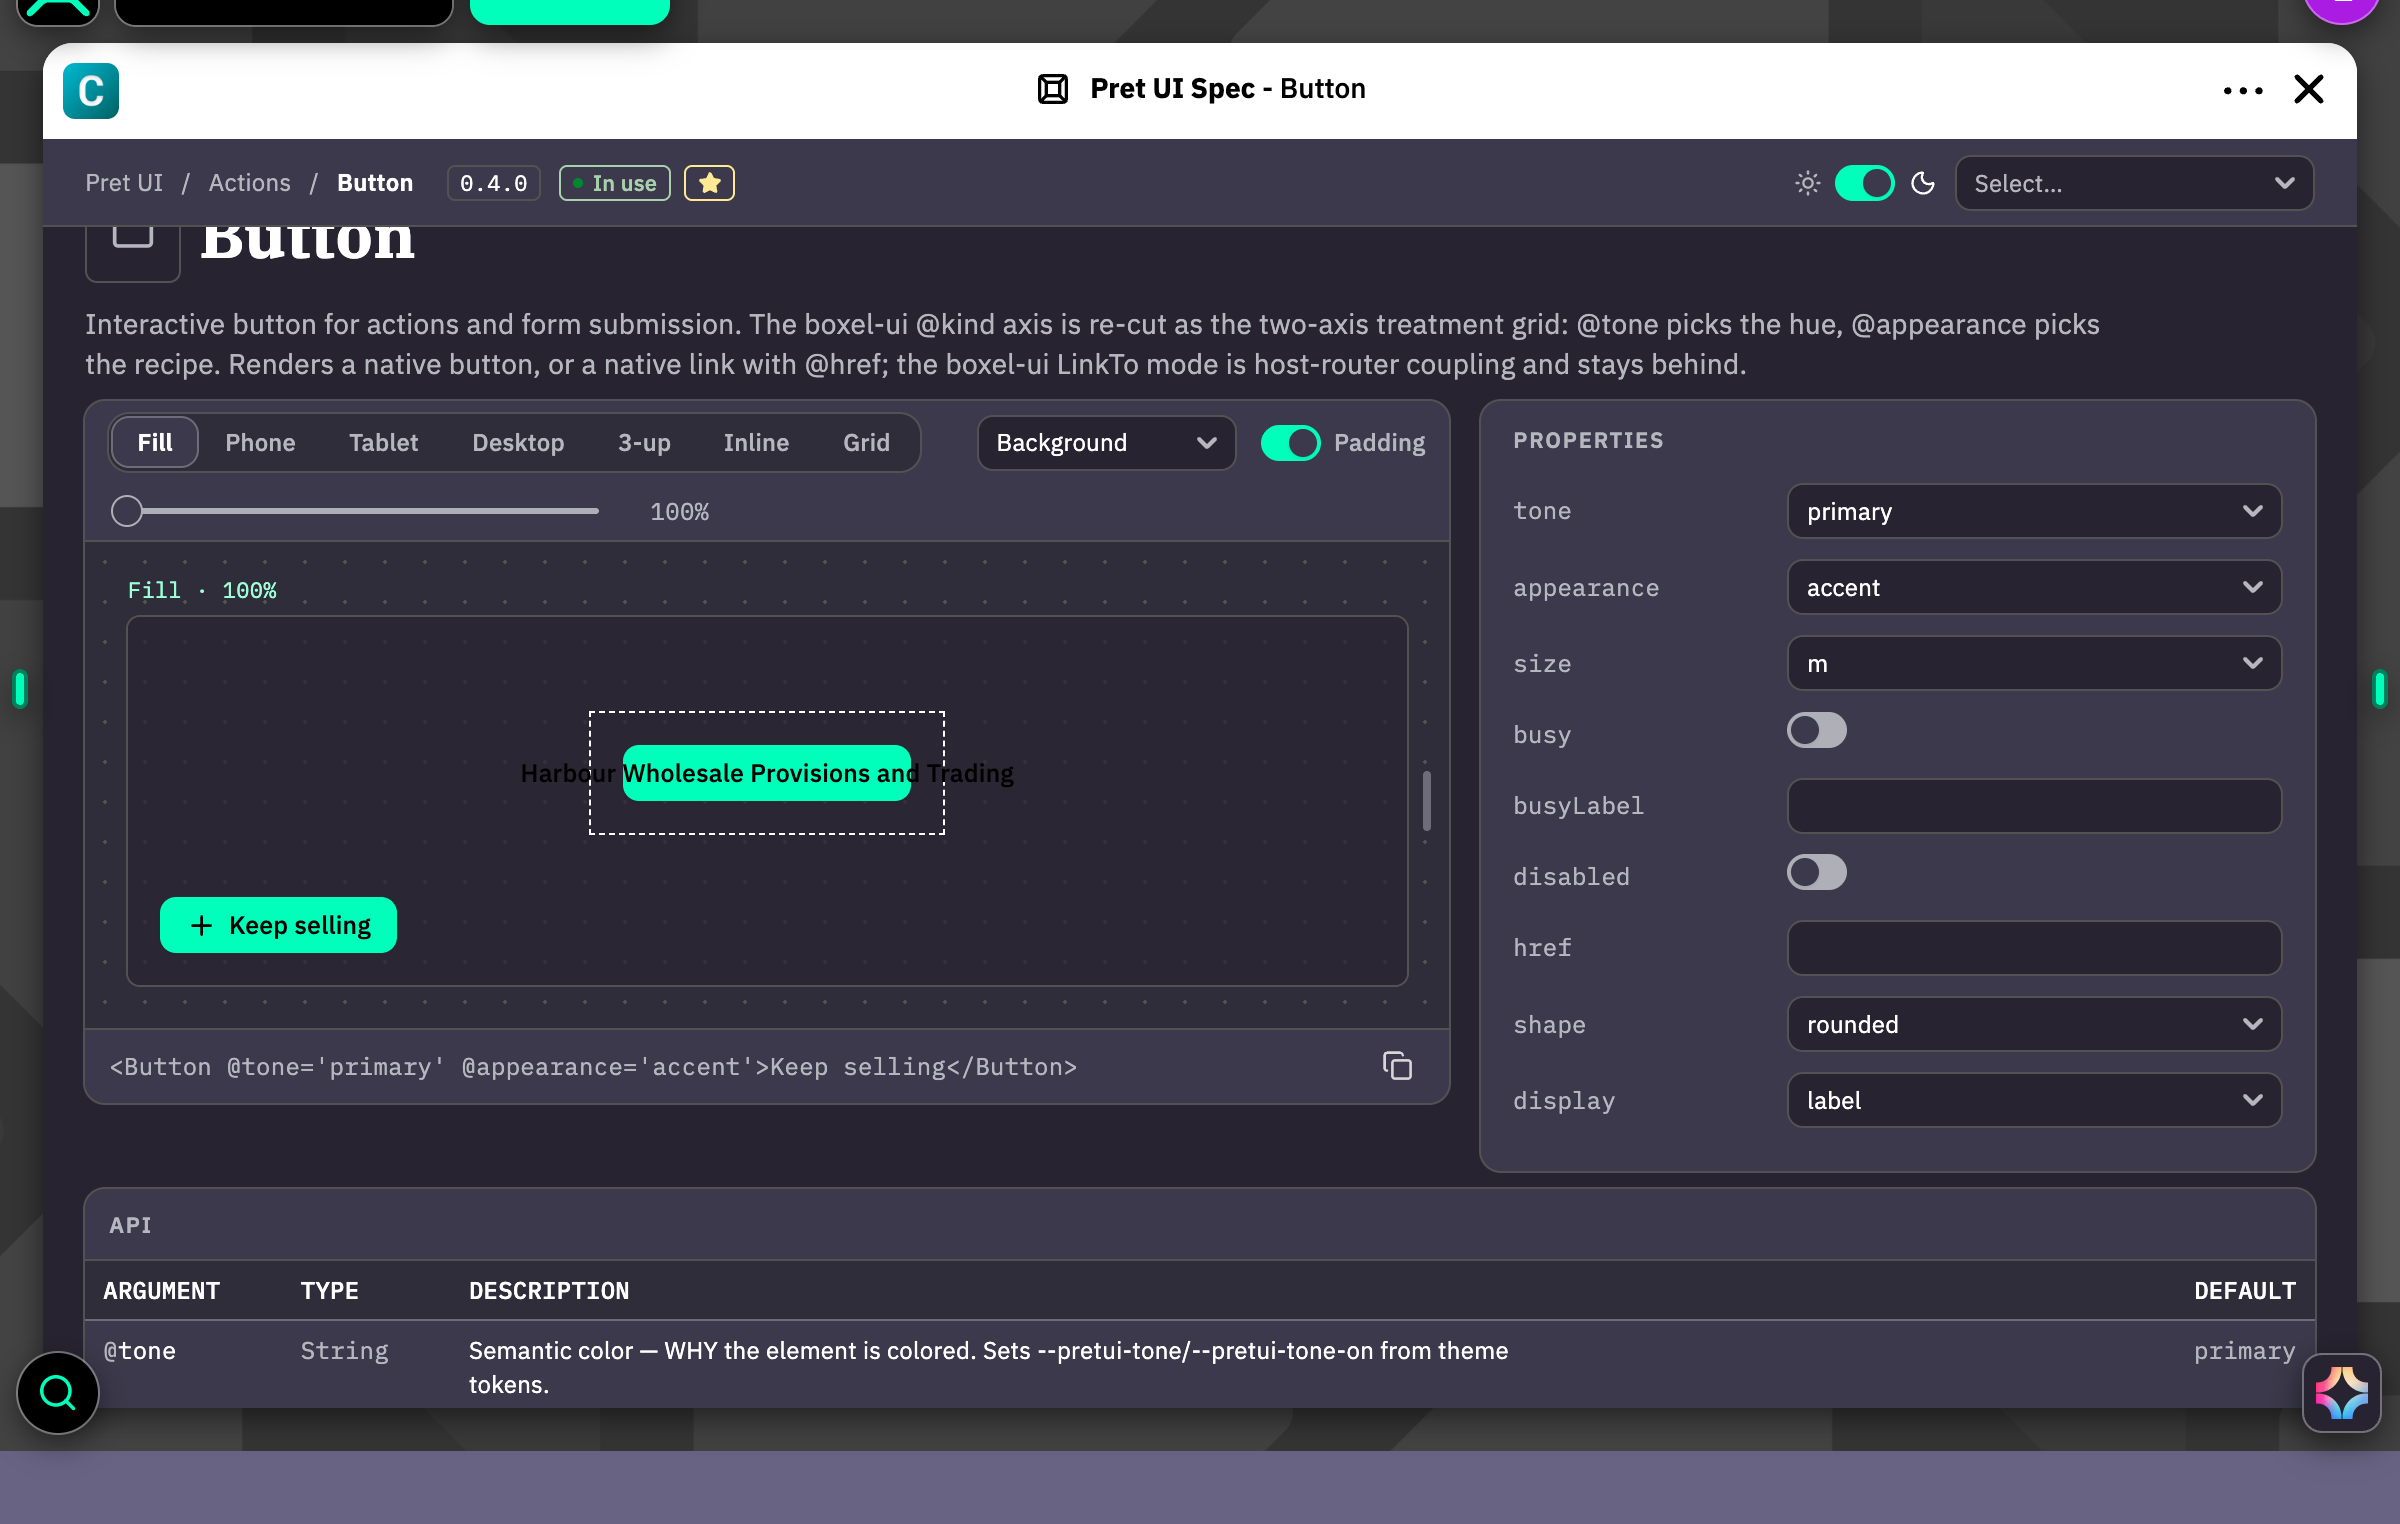 C
Pret UI Spec - Button
Pret UI / Actions / Button 0.4.0 In use
Select...
Button
Interactive button for actions and form submission. The boxel-ui @kind axis is re-cut as the two-axis treatment grid: @tone picks the hue, @appearance picks
the recipe. Renders a native button, or a native link with @href; the boxel-ui LinkTo mode is host-router coupling and stays behind.
Fill Phone Tablet Desktop 3-up Inline Grid Background Padding
100%
Fill · 100%
Harbour Wholesale Provisions and Trading
+ Keep selling
<Button @tone='primary' @appearance='accent'>Keep selling</Button>
PROPERTIES
tone primary
appearance accent
size m
busy
busyLabel
disabled
href
shape rounded
display label
API
ARGUMENT TYPE DESCRIPTION DEFAULT
@tone String Semantic color — WHY the element is colored. Sets --pretui-tone/--pretui-tone-on from theme primary
tokens.